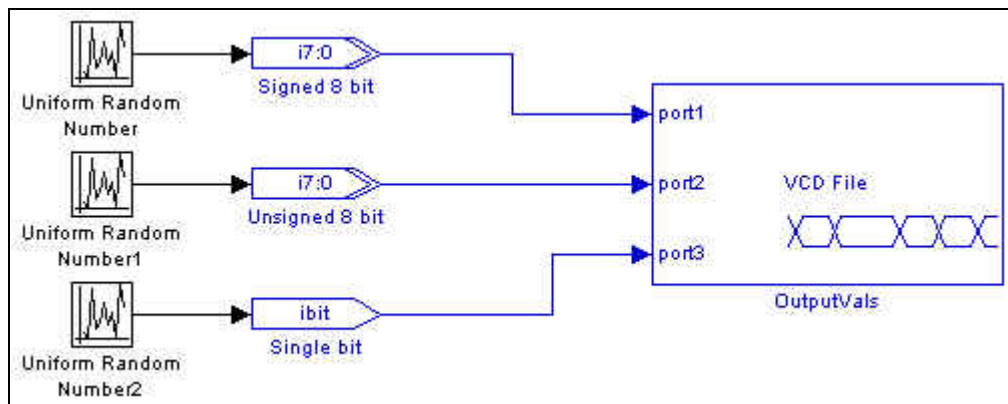 i7:0
Signed 8 bit
Uniform Random
Number
port1
i7:0
Unsigned 8 bit
Uniform Random
Number1
port2
VCD File
port3
OutputVals
ibit
Single bit
Uniform Random
Number2